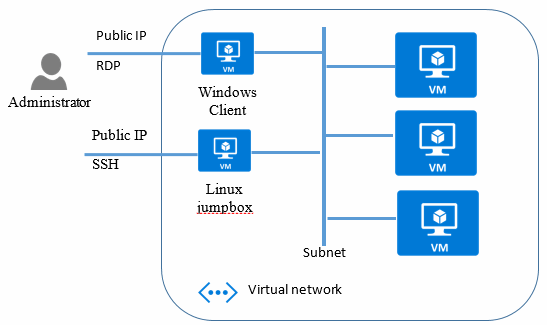 Public IP
RDP
Administrator
VM
Windows
Client
Public IP
SSH
VM
Linux
jumpbox
VM
VM
VM
Subnet
Virtual network